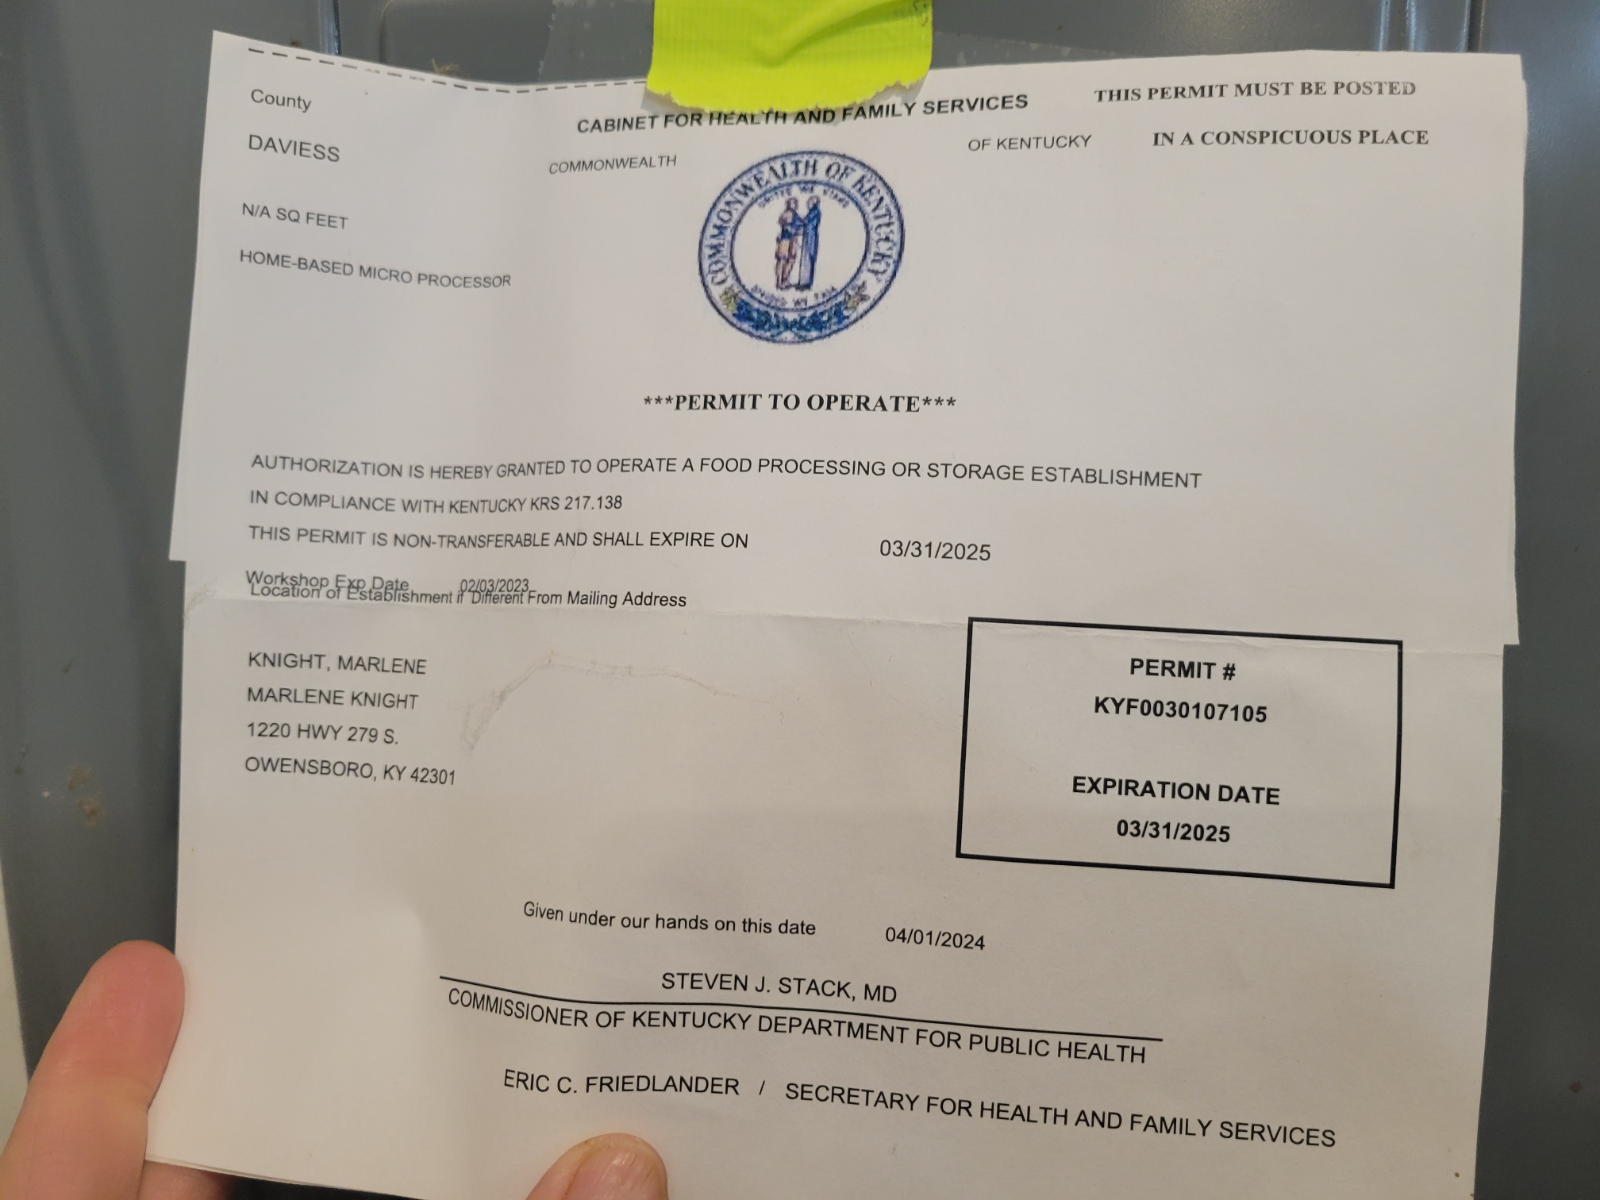 County
DAVIESS
N/A SQ FEET
HOME-BASED MICRO PROCESSOR
CABINET FOR HEALTH AND FAMILY SERVICES
COMMONWEALTH
OF KENTUCKY
THIS PERMIT MUST BE POSTED
IN A CONSPICUOUS PLACE
COMMONWEALTH OF KENTUCKY
UNITED WE STAND
DIVIDED WE FALL
***PERMIT TO OPERATE***
AUTHORIZATION IS HEREBY GRANTED TO OPERATE A FOOD PROCESSING OR STORAGE ESTABLISHMENT
IN COMPLIANCE WITH KENTUCKY KRS 217.138
THIS PERMIT IS NON-TRANSFERABLE AND SHALL EXPIRE ON 03/31/2025
Workshop Exp Date 02/03/2023
Location of Establishment if Different From Mailing Address
KNIGHT, MARLENE
MARLENE KNIGHT
1220 HWY 279 S.
OWENSBORO, KY 42301
PERMIT #
KYF0030107105
EXPIRATION DATE
03/31/2025
Given under our hands on this date 04/01/2024
STEVEN J. STACK, MD
COMMISSIONER OF KENTUCKY DEPARTMENT FOR PUBLIC HEALTH
ERIC C. FRIEDLANDER / SECRETARY FOR HEALTH AND FAMILY SERVICES